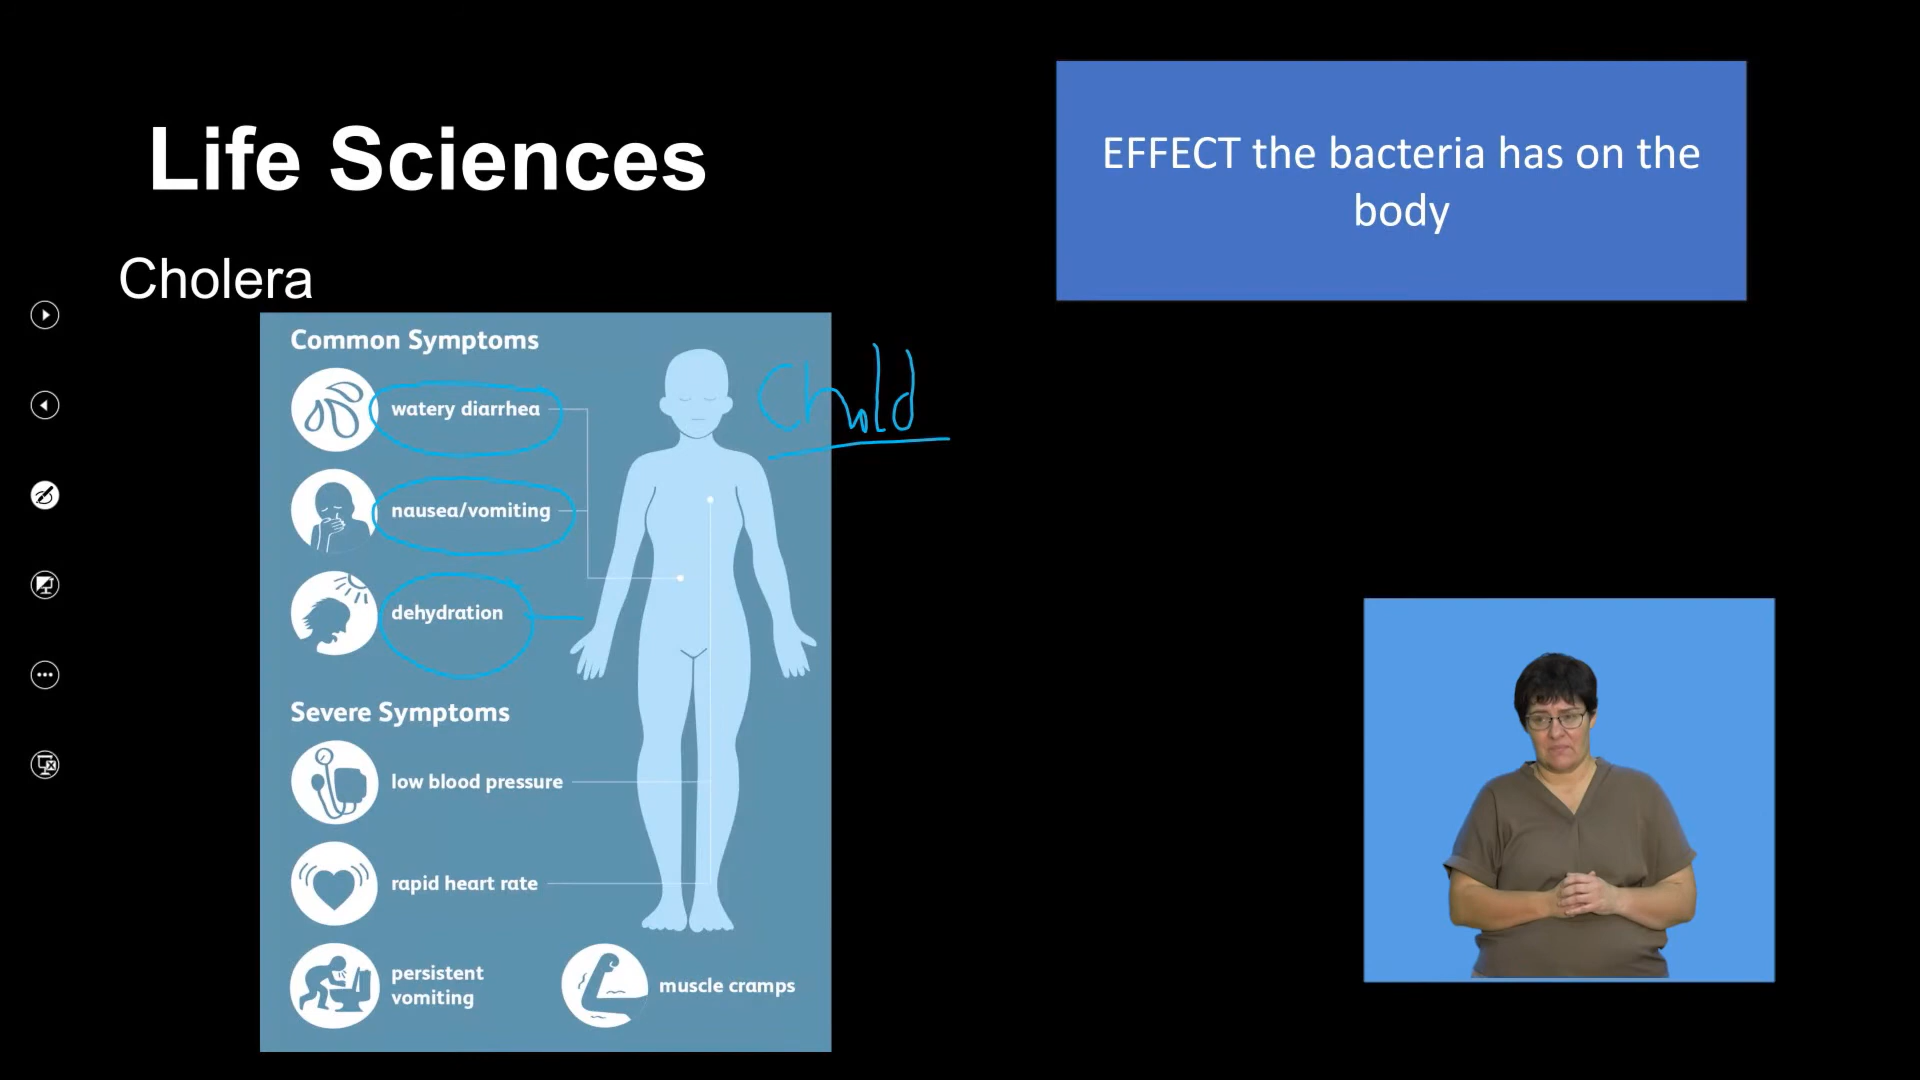 Life Sciences
EFFECT the bacteria has on the
body
Cholera
Common Symptoms
watery diarrhea
Chold
nausea/vomiting
dehydration
Severe Symptoms
low blood pressure
rapid heart rate
persistent
vomiting
muscle cramps